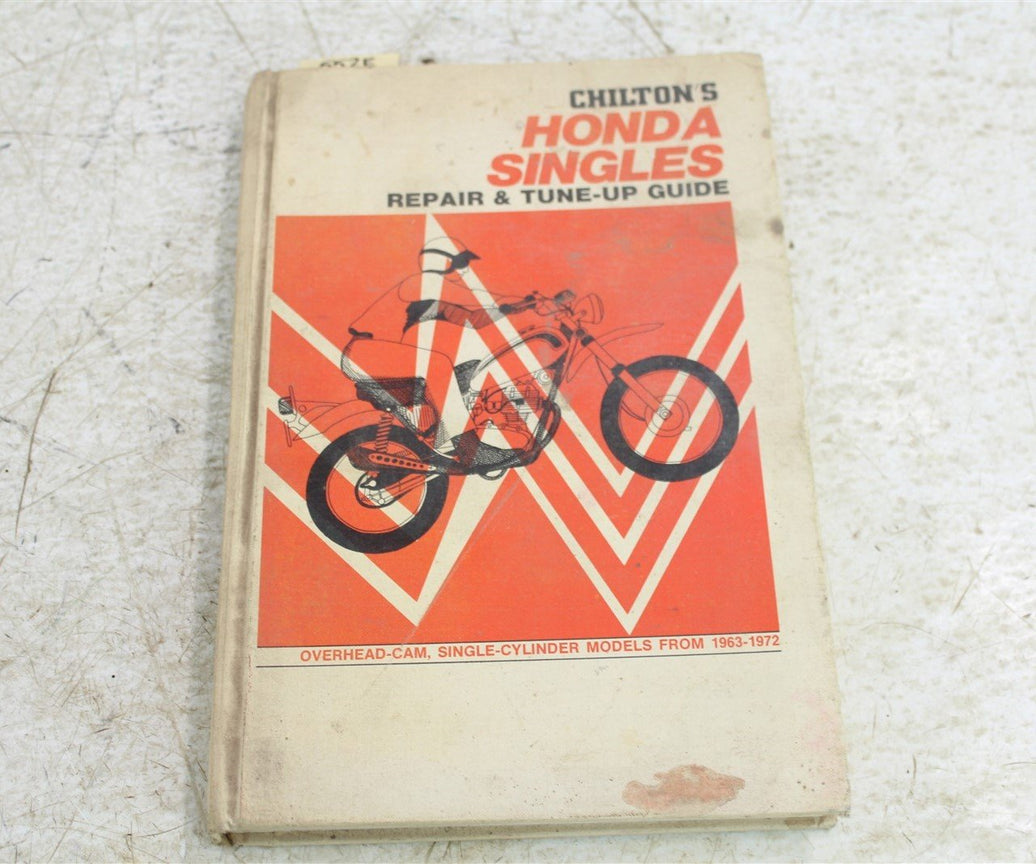 CHILTON'S
HONDA
SINGLES
REPAIR & TUNE-UP GUIDE
OVERHEAD-CAM, SINGLE-CYLINDER MODELS FROM 1963-1972